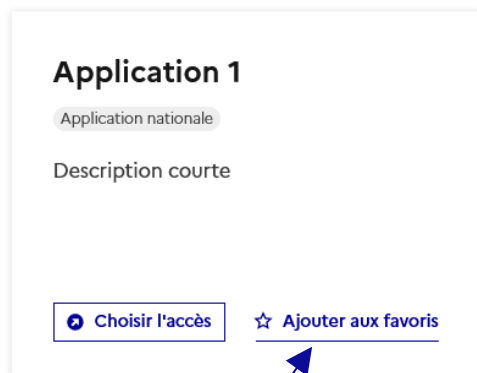 Application 1
Application nationale
Description courte
Choisir l'accès
Ajouter aux favoris